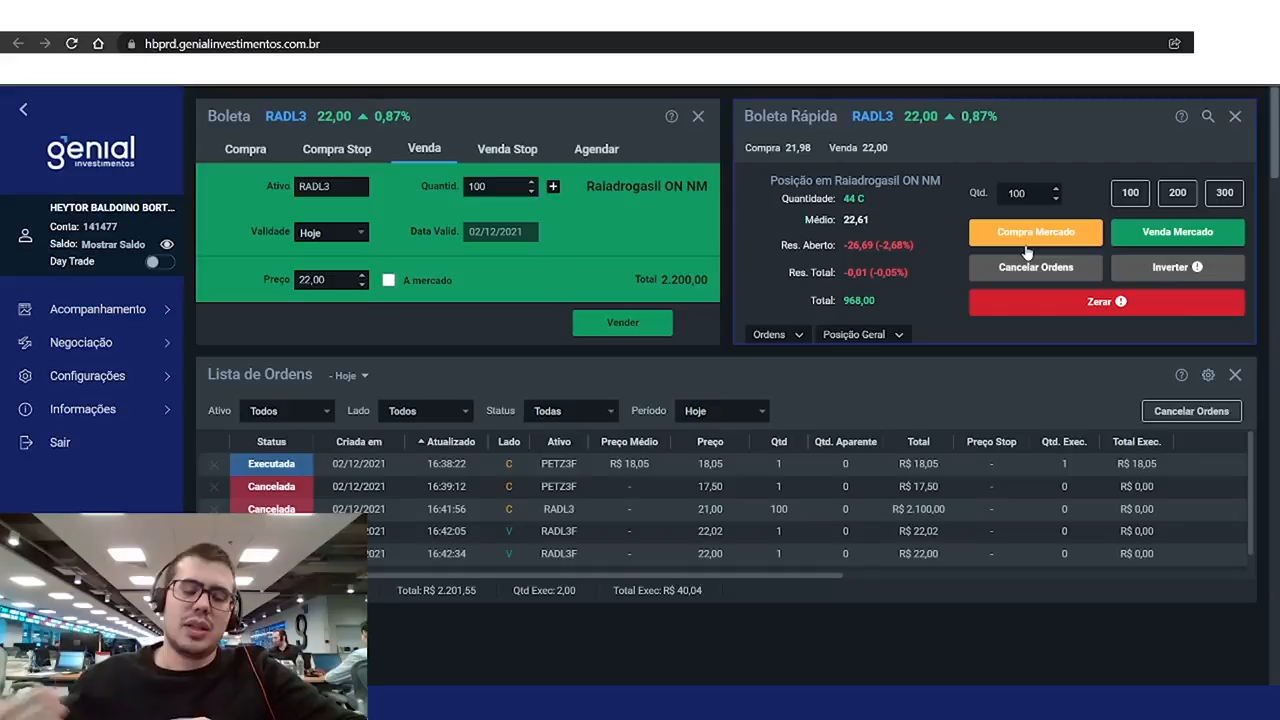 hbprd.genialinvestimentos.com.br
genial
investimentos
HEYTOR BALDOINO BORT...
Conta: 141477
Saldo: Mostrar Saldo
Day Trade
Acompanhamento
Negociação
Configurações
Informações
Sair
Boleta RADL3 22,00 0,87%
Compra Compra Stop Venda Venda Stop Agendar
Ativo RADL3 Quantid. 100 + Raiadrogasil ON NM
Validade Hoje Data Valid. 02/12/2021
Preço 22,00 A mercado Total 2.200,00
Vender
Boleta Rápida RADL3 22,00 0,87%
Compra 21,98 Venda 22,00
Posição em Raiadrogasil ON NM
Quantidade: 44 C
Médio: 22,61
Res. Aberto: -26,69 (-2,68%)
Res. Total: -0,01 (-0,05%)
Total: 968,00
Ordens Posição Geral
Qtd. 100 100 200 300
Compra Mercado Venda Mercado
Cancelar Ordens Inverter
Zerar
Lista de Ordens - Hoje
Ativo Todos Lado Todos Status Todas Período Hoje Cancelar Ordens
Status Criada em Atualizado Lado Ativo Preço Médio Preço Qtd Qtd. Aparente Total Preço Stop Qtd. Exec. Total Exec.
Executada 02/12/2021 16:38:22 C PETZ3F R$ 18,05 18,05 1 0 R$ 18,05 - 1 R$ 18,05
Cancelada 02/12/2021 16:39:12 C PETZ3F - 17,50 1 0 R$ 17,50 - 0 R$ 0,00
Cancelada 02/12/2021 16:41:56 C RADL3 - 21,00 100 0 R$ 2.100,00 - 0 R$ 0,00
/2021 16:42:05 V RADL3F - 22,02 1 0 R$ 22,02 - 0 R$ 0,00
/2021 16:42:34 V RADL3F - 22,00 1 0 R$ 22,00 - 0 R$ 0,00
Total: R$ 2.201,55 Qtd Exec: 2,00 Total Exec: R$ 40,04